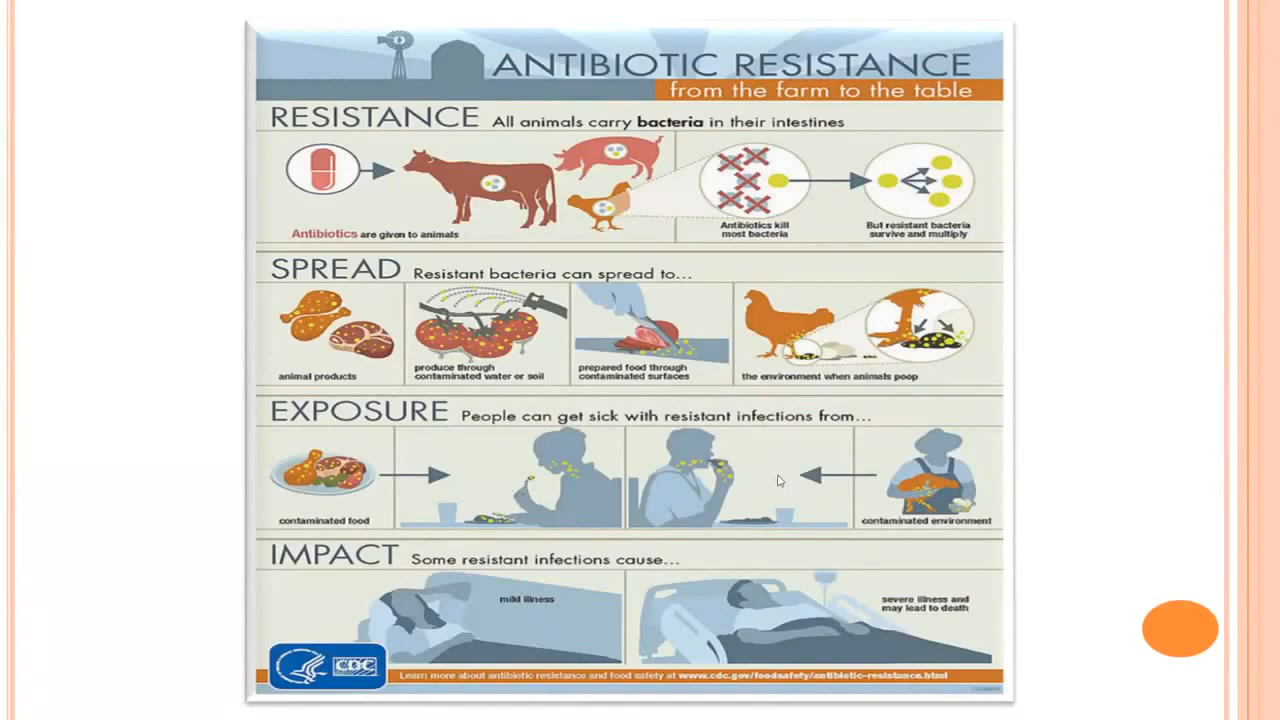 ANTIBIOTIC RESISTANCE
from the farm to the table
RESISTANCE All animals carry bacteria in their intestines
Antibiotics are given to animals
Antibiotics kill
most bacteria
But resistant bacteria
survive and multiply
SPREAD Resistant bacteria can spread to...
animal products
produce through
contaminated water or soil
prepared food through
contaminated surfaces
the environment when animals poop
EXPOSURE People can get sick with resistant infections from...
contaminated food
contaminated environment
IMPACT Some resistant infections cause...
mild illness
severe illness and
may lead to death
CDC
Learn more about antibiotic resistance and food safety at www.cdc.gov/foodsafety/antibietic-resistance.html